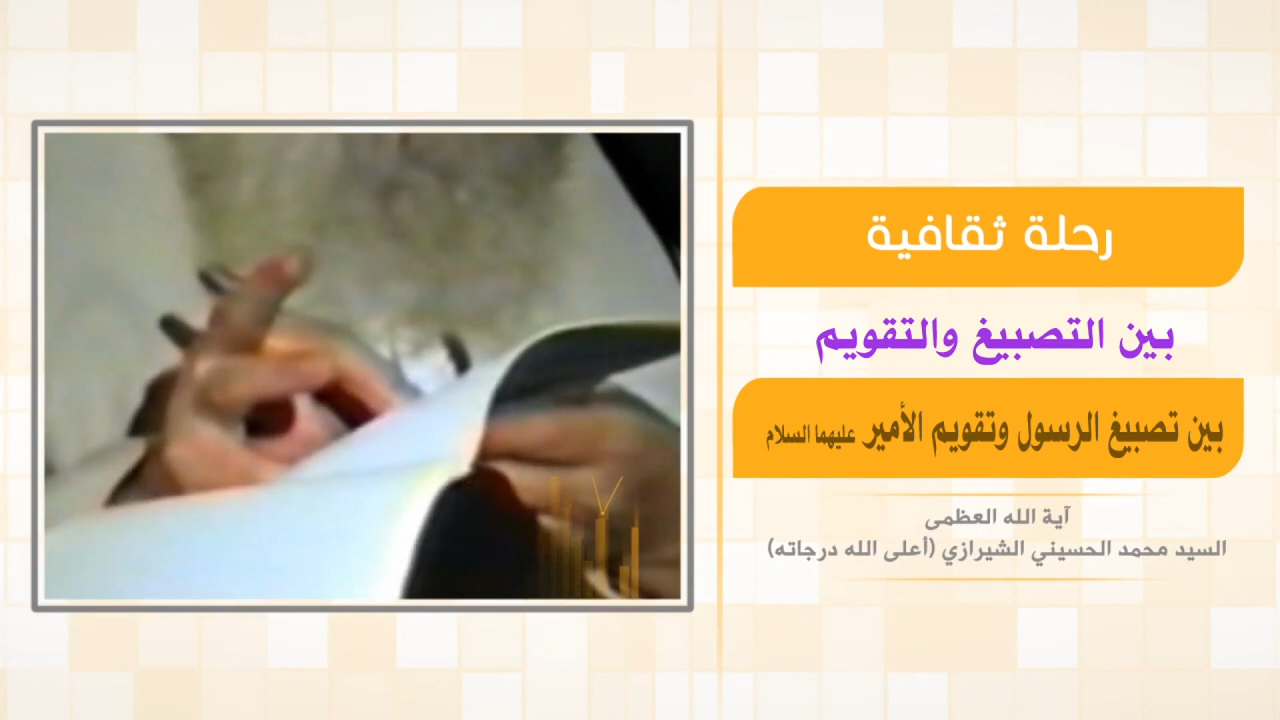 رحلة ثقافية
بين التصبيغ والتقويم
بين تصبيغ الرسول وتقويم الأمير عليهما السلام
آية الله العظمى
السيد محمد الحسيني الشيرازي (أعلى الله درجاته)